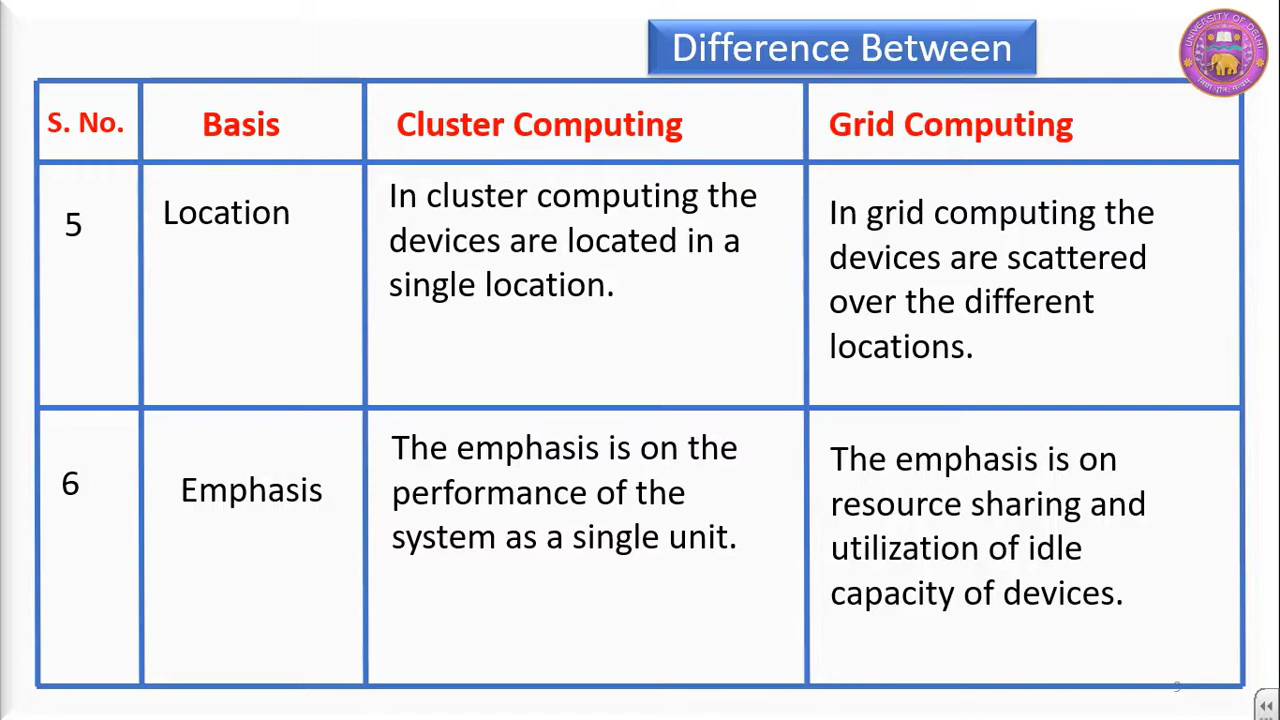 Difference Between
UNIVERSITY OF DELHI
S. No.
Basis
Cluster Computing
Grid Computing
5
Location
In cluster computing the
devices are located in a
single location.
In grid computing the
devices are scattered
over the different
locations.
6
Emphasis
The emphasis is on the
performance of the
system as a single unit.
The emphasis is on
resource sharing and
utilization of idle
capacity of devices.